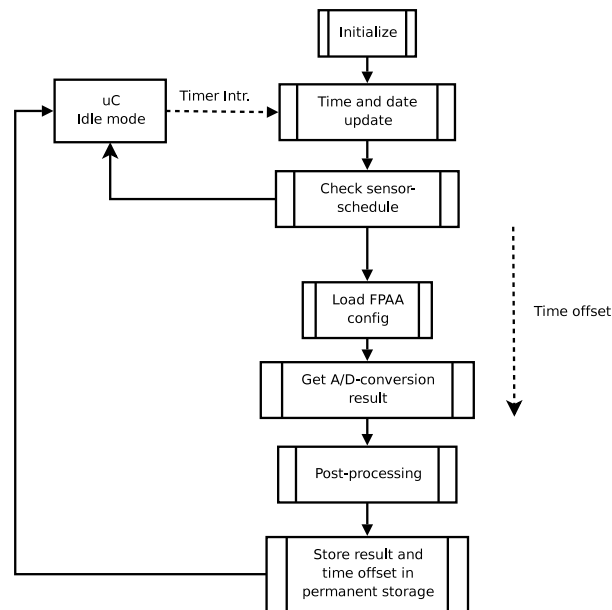 Initialize
uC
Idle mode
Timer Intr.
Time and date
update
Check sensor-
schedule
Load FPAA
config
Time offset
Get A/D-conversion
result
Post-processing
Store result and
time offset in
permanent storage